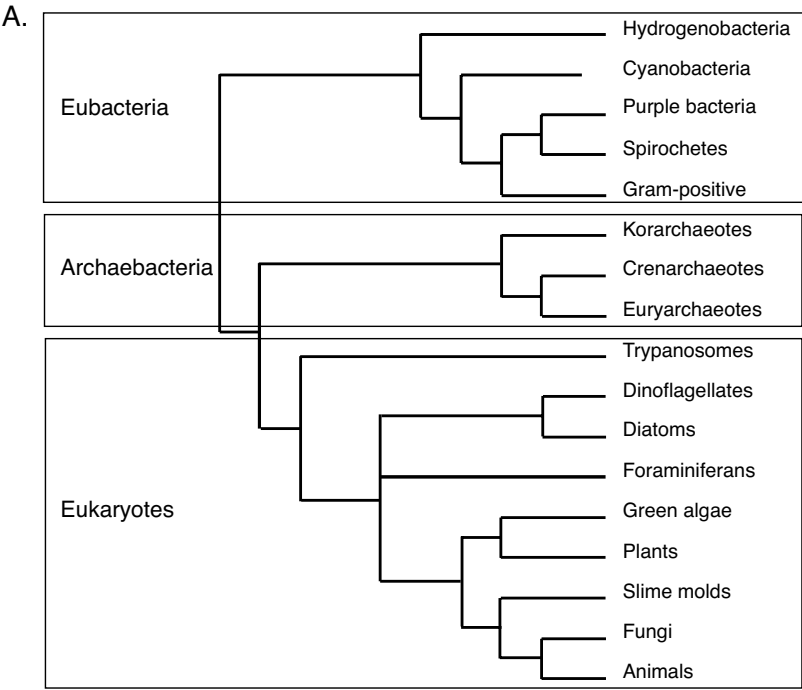 A.
Eubacteria
Hydrogenobacteria
Cyanobacteria
Purple bacteria
Spirochetes
Gram-positive
Archaebacteria
Korarchaeotes
Crenarchaeotes
Euryarchaeotes
Eukaryotes
Trypanosomes
Dinoflagellates
Diatoms
Foraminiferans
Green algae
Plants
Slime molds
Fungi
Animals